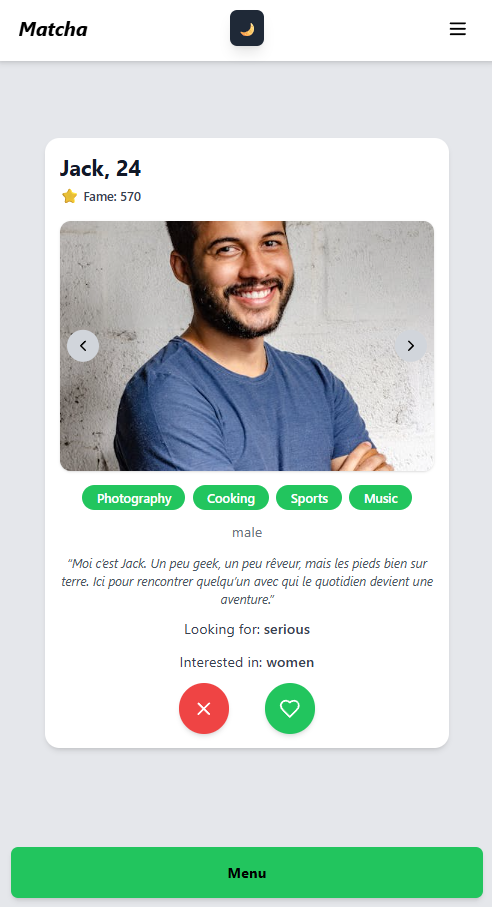 Matcha
Jack, 24
Fame: 570
Photography Cooking Sports Music
male
“Moi c'est Jack. Un peu geek, un peu rêveur, mais les pieds bien sur
terre. Ici pour rencontrer quelqu'un avec qui le quotidien devient une
aventure.”
Looking for: serious
Interested in: women
Menu